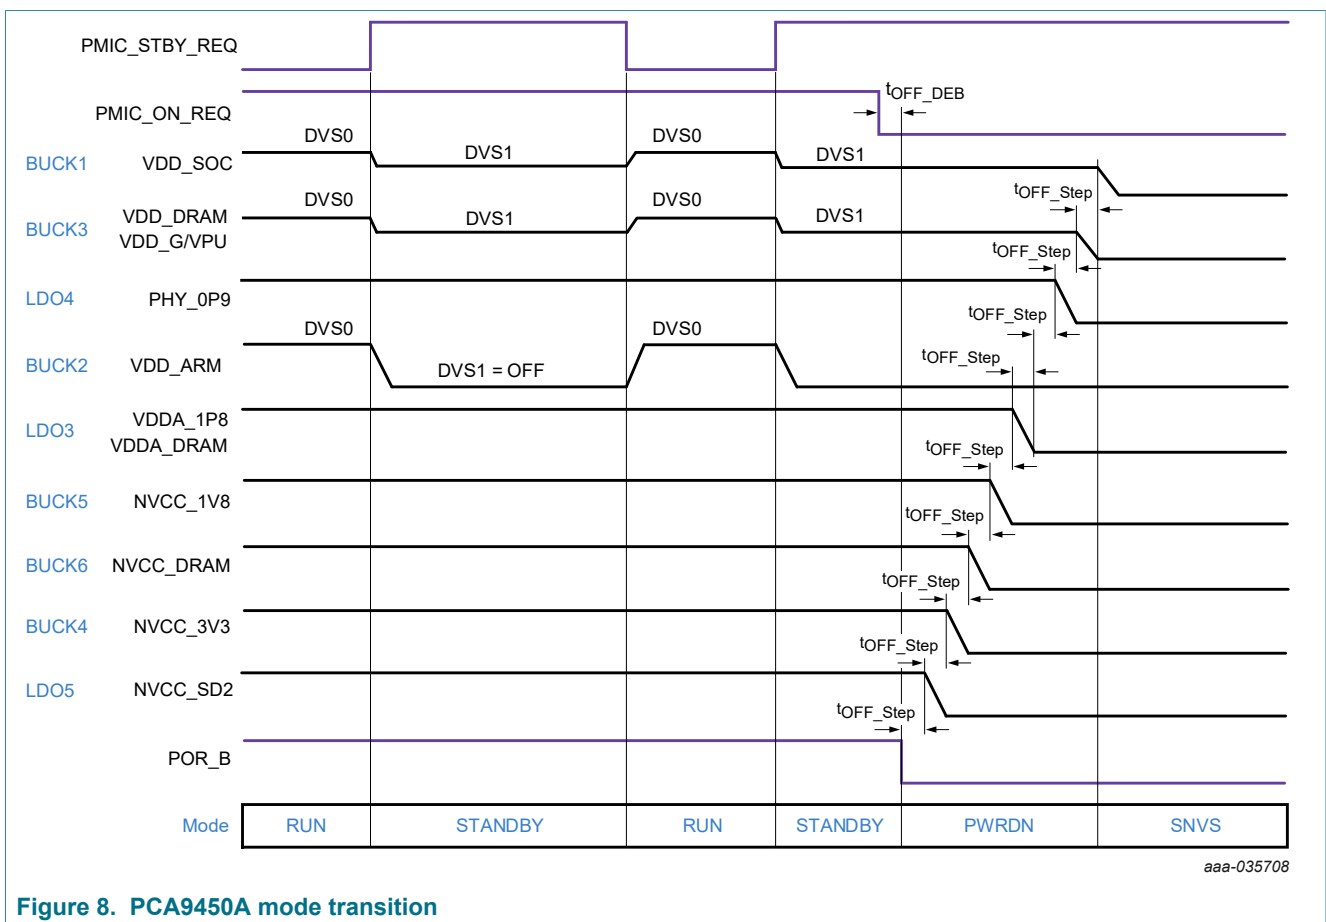 PMIC_STBY_REQ
tOFF_DEB
PMIC_ON_REQ
DVS0 DVS0
BUCK1 VDD_SOC DVS1 DVS1
tOFF_Step
DVS0 DVS0
BUCK3 VDD_DRAM DVS1 DVS1
VDD_G/VPU
tOFF_Step
LDO4 PHY_0P9
tOFF_Step
DVS0 DVS0
tOFF_Step
BUCK2 VDD_ARM DVS1 = OFF
LDO3 VDDA_1P8
VDDA_DRAM
tOFF_Step
BUCK5 NVCC_1V8
tOFF_Step
BUCK6 NVCC_DRAM
tOFF_Step
BUCK4 NVCC_3V3
tOFF_Step
LDO5 NVCC_SD2
tOFF_Step
POR_B
Mode RUN STANDBY RUN STANDBY PWRDN SNVS
aaa-035708
Figure 8. PCA9450A mode transition